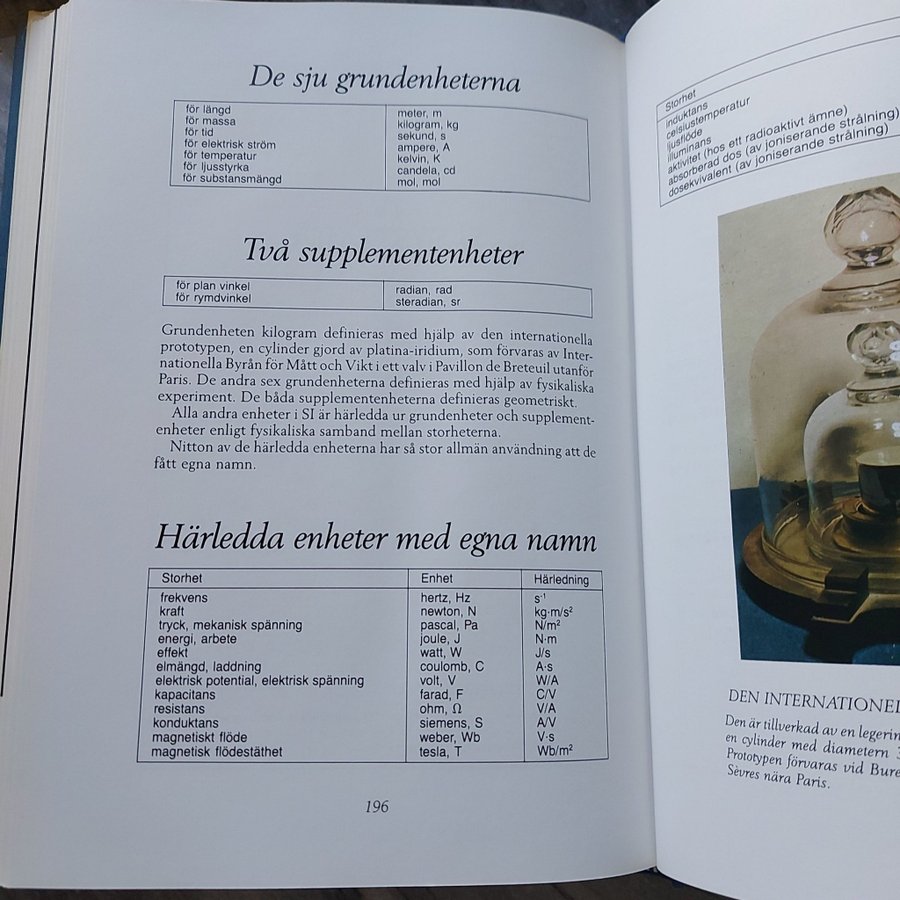 De sju grundenheterna
för längd meter, m
för massa kilogram, kg
för tid sekund, s
för elektrisk ström ampere, A
för temperatur kelvin, K
för ljusstyrka candela, cd
för substansmängd mol, mol
Två supplementenheter
för plan vinkel radian, rad
för rymdvinkel steradian, sr
Grundenheten kilogram definieras med hjälp av den internationella
prototypen, en cylinder gjord av platina-iridium, som förvaras av Inter-
nationella Byrån för Mått och Vikt i ett valv i Pavillon de Breteuil utanför
Paris. De andra sex grundenheterna definieras med hjälp av fysikaliska
experiment. De båda supplementenheterna definieras geometriskt.
Alla andra enheter i SI är härledda ur grundenheter och supplement-
enheter enligt fysikaliska samband mellan storheterna.
Nitton av de härledda enheterna har så stor allmän användning att de
fått egna namn.
Härledda enheter med egna namn
Storhet Enhet Härledning
frekvens hertz, Hz s⁻¹
kraft newton, N kg·m/s²
tryck, mekanisk spänning pascal, Pa N/m²
energi, arbete joule, J N·m
effekt watt, W J/s
elmängd, laddning coulomb, C A·s
elektrisk potential, elektrisk spänning volt, V W/A
kapacitans farad, F C/V
resistans ohm, Ω V/A
konduktans siemens, S A/V
magnetiskt flöde weber, Wb V·s
magnetisk flödestäthet tesla, T Wb/m²
196
Storhet
induktans
celsiustemperatur
ljusflöde
illuminans
aktivitet (hos ett radioaktivt ämne)
absorberad dos (av joniserande strålning)
dosekvivalent (av joniserande strålning)
DEN INTERNATIONEL
Den är tillverkad av en legerin
en cylinder med diametern 3
Prototypen förvaras vid Bure
Sèvres nära Paris.